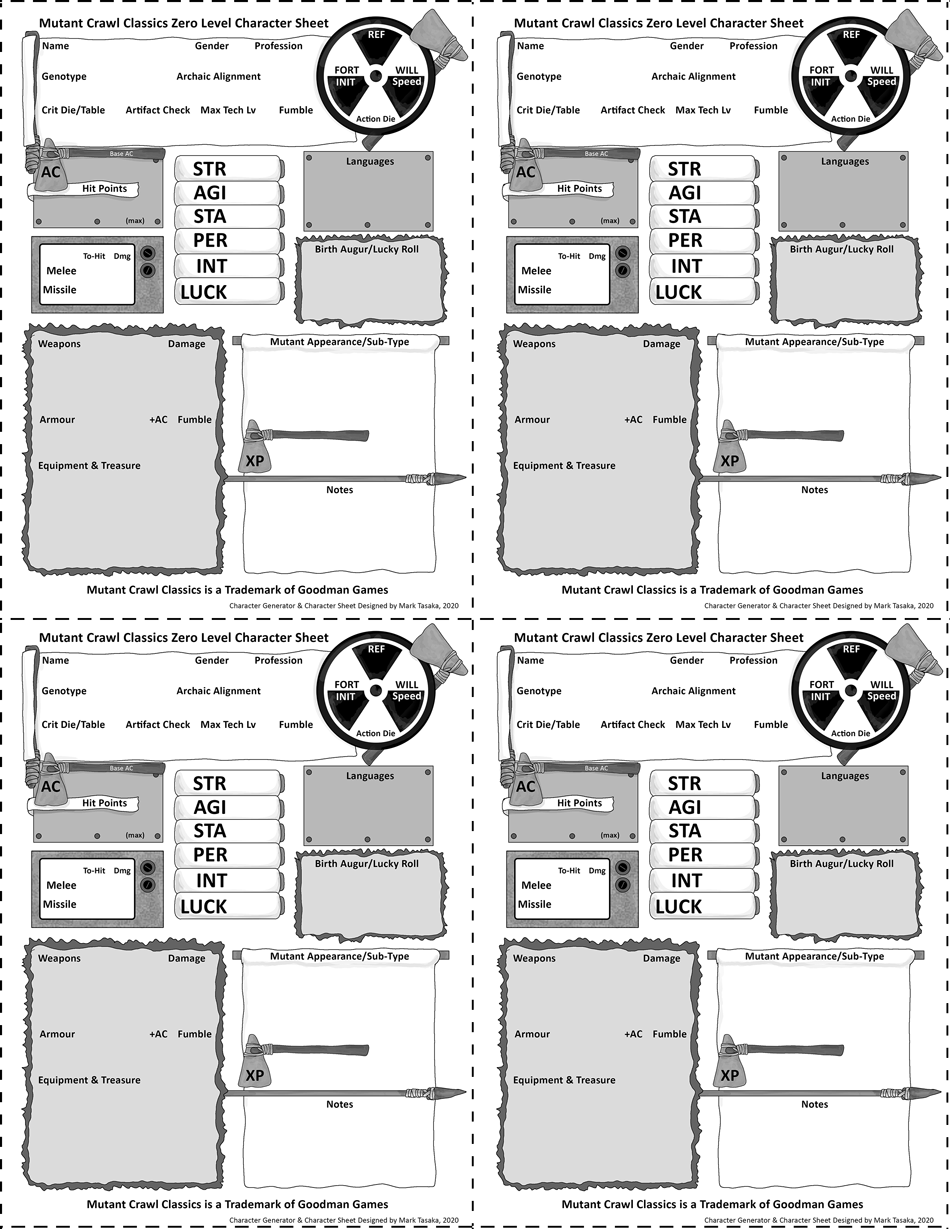 Mutant Crawl Classics Zero Level Character Sheet
Name Gender Profession
REF
Genotype Archaic Alignment
FORT WILL
INIT Speed
Crit Die/Table Artifact Check Max Tech Lv Fumble
Action Die
Base AC
AC
Hit Points
(max)
STR
AGI
STA
PER
INT
LUCK
Languages
Birth Augur/Lucky Roll
To-Hit Dmg
Melee
Missile
Weapons Damage
Armour +AC Fumble
Equipment & Treasure
Mutant Appearance/Sub-Type
XP
Notes
Mutant Crawl Classics is a Trademark of Goodman Games
Character Generator & Character Sheet Designed by Mark Tasaka, 2020
Mutant Crawl Classics Zero Level Character Sheet
Name Gender Profession
REF
Genotype Archaic Alignment
FORT WILL
INIT Speed
Crit Die/Table Artifact Check Max Tech Lv Fumble
Action Die
Base AC
AC
Hit Points
(max)
STR
AGI
STA
PER
INT
LUCK
Languages
Birth Augur/Lucky Roll
To-Hit Dmg
Melee
Missile
Weapons Damage
Armour +AC Fumble
Equipment & Treasure
Mutant Appearance/Sub-Type
XP
Notes
Mutant Crawl Classics is a Trademark of Goodman Games
Character Generator & Character Sheet Designed by Mark Tasaka, 2020
Mutant Crawl Classics Zero Level Character Sheet
Name Gender Profession
REF
Genotype Archaic Alignment
FORT WILL
INIT Speed
Crit Die/Table Artifact Check Max Tech Lv Fumble
Action Die
Base AC
AC
Hit Points
(max)
STR
AGI
STA
PER
INT
LUCK
Languages
Birth Augur/Lucky Roll
To-Hit Dmg
Melee
Missile
Weapons Damage
Armour +AC Fumble
Equipment & Treasure
Mutant Appearance/Sub-Type
XP
Notes
Mutant Crawl Classics is a Trademark of Goodman Games
Character Generator & Character Sheet Designed by Mark Tasaka, 2020
Mutant Crawl Classics Zero Level Character Sheet
Name Gender Profession
REF
Genotype Archaic Alignment
FORT WILL
INIT Speed
Crit Die/Table Artifact Check Max Tech Lv Fumble
Action Die
Base AC
AC
Hit Points
(max)
STR
AGI
STA
PER
INT
LUCK
Languages
Birth Augur/Lucky Roll
To-Hit Dmg
Melee
Missile
Weapons Damage
Armour +AC Fumble
Equipment & Treasure
Mutant Appearance/Sub-Type
XP
Notes
Mutant Crawl Classics is a Trademark of Goodman Games
Character Generator & Character Sheet Designed by Mark Tasaka, 2020